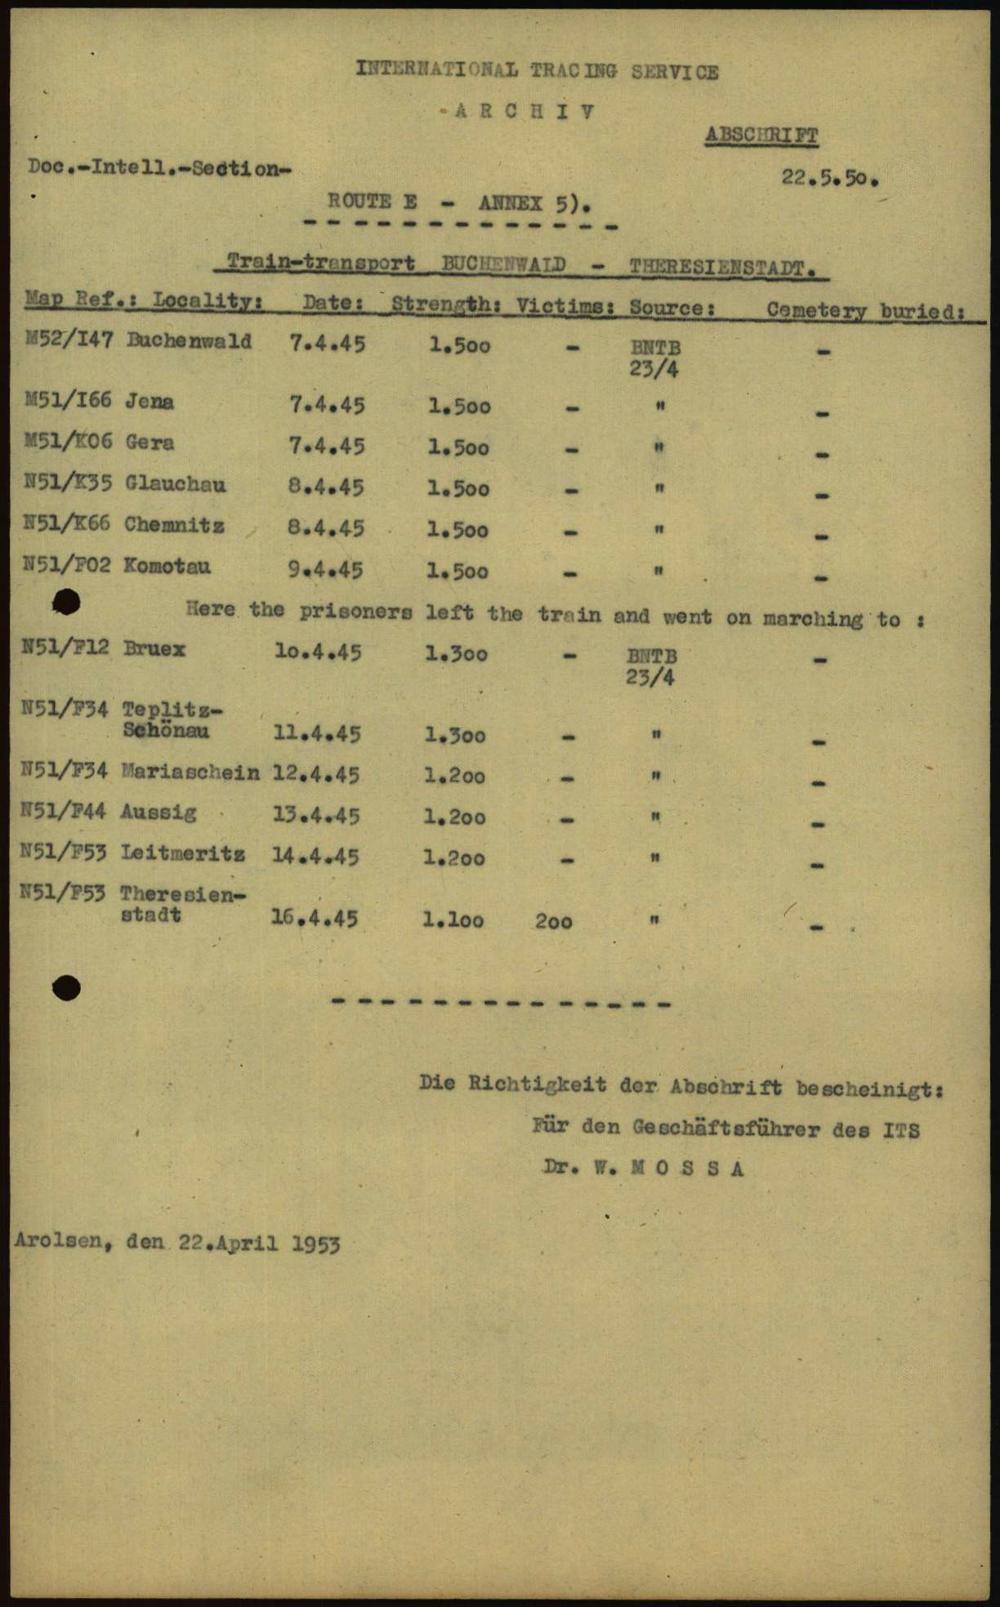 INTERNATIONAL TRACING SERVICE
-A R C H I V
ABSCHRIFT
Doc.-Intell.-Section-
22.5.50.
ROUTE E - ANNEX 5).
Train-transport BUCHENWALD - THERESIENSTADT.
Map Ref.: Locality: Date: Strength: Victims: Source: Cemetery buried:
M52/I47 Buchenwald 7.4.45 1.500 - BNTB -
23/4
M51/I66 Jena 7.4.45 1.500 - " -
M51/K06 Gera 7.4.45 1.500 - " -
N51/K35 Glauchau 8.4.45 1.500 - " -
N51/K66 Chemnitz 8.4.45 1.500 - " -
N51/F02 Komotau 9.4.45 1.500 - " -
Here the prisoners left the train and went on marching to :
N51/F12 Bruex 10.4.45 1.300 - BNTB -
23/4
N51/F34 Teplitz-
Schönau 11.4.45 1.300 - " -
N51/F34 Mariaschein 12.4.45 1.200 - " -
N51/F44 Aussig 13.4.45 1.200 - " -
N51/F53 Leitmeritz 14.4.45 1.200 - " -
N51/F53 Theresien-
stadt 16.4.45 1.100 200 " -
- - - - - - - - - - - - - -
Die Richtigkeit der Abschrift bescheinigt:
Für den Geschäftsführer des ITS
Dr. W. M O S S A
Arolsen, den 22.April 1953